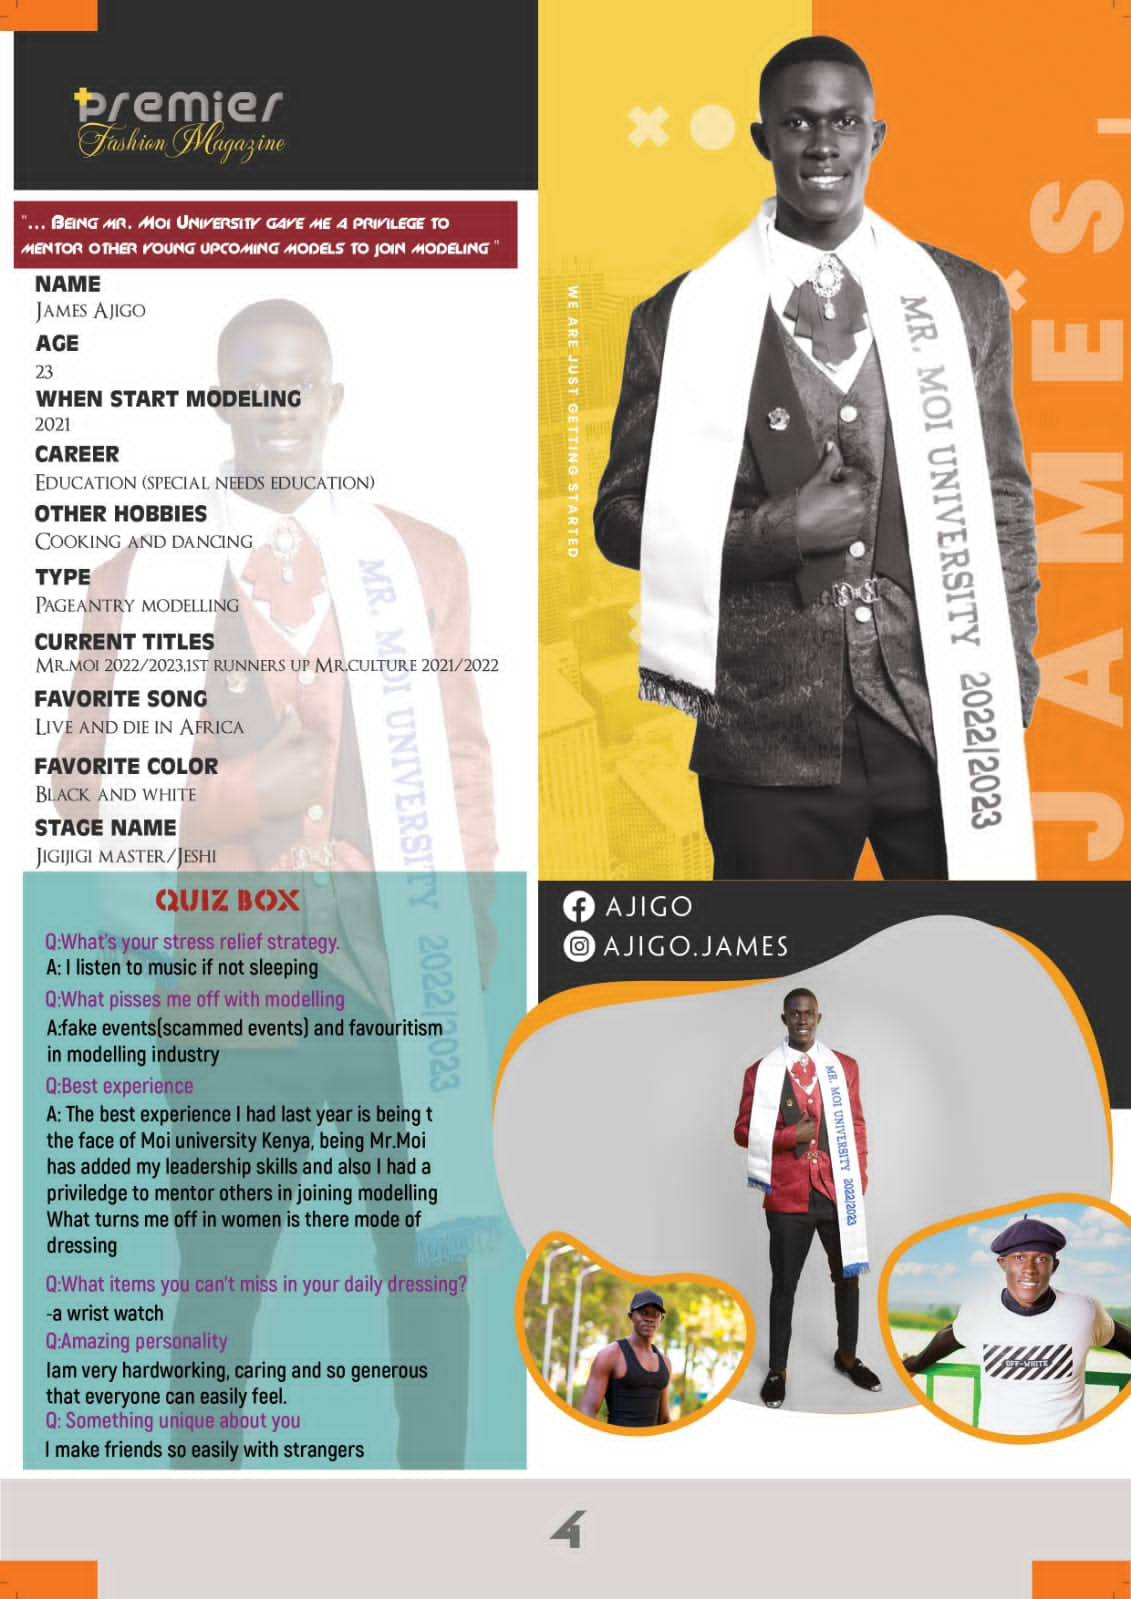 premier
Fashion Magazine
"... Being mr. Moi University gave me a privilege to
mentor other young upcoming models to join modeling "
NAME
James Ajigo
AGE
23
WHEN START MODELING
2021
CAREER
Education (special needs education)
OTHER HOBBIES
Cooking and dancing
TYPE
Pageantry modelling
CURRENT TITLES
Mr.moi 2022/2023,1st runners up Mr.culture 2021/2022
FAVORITE SONG
Live and die in Africa
FAVORITE COLOR
Black and white
STAGE NAME
Jigijigi master/Jeshi
MR. MOI UNIVERSITY 2022/2023
QUIZ BOX
Q:What's your stress relief strategy.
A: I listen to music if not sleeping
Q:What pisses me off with modelling
A:fake events(scammed events) and favouritism
in modelling industry
Q:Best experience
A: The best experience I had last year is being t
the face of Moi university Kenya, being Mr.Moi
has added my leadership skills and also I had a
priviledge to mentor others in joining modelling
What turns me off in women is there mode of
dressing
Q:What items you can't miss in your daily dressing?
-a wrist watch
Q:Amazing personality
Iam very hardworking, caring and so generous
that everyone can easily feel.
Q: Something unique about you
I make friends so easily with strangers
WE ARE JUST GETTING STARTED
MR. MOI UNIVERSITY 2022/2023
JAMES
AJIGO
AJIGO.JAMES
MR. MOI UNIVERSITY 2022/2023
OFF-WHITE
4